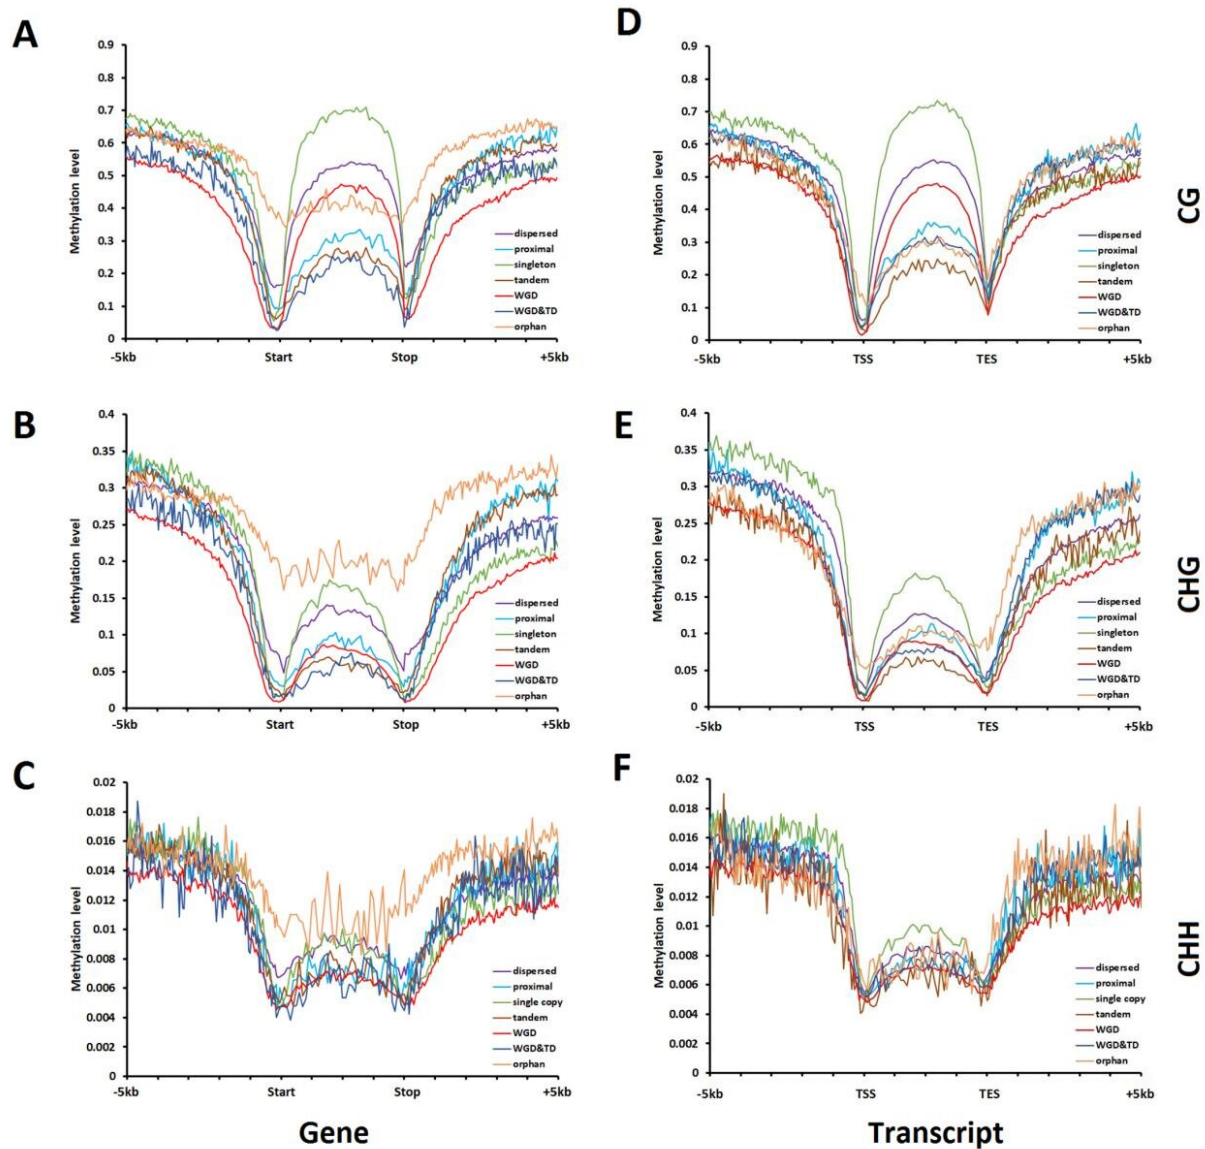 A
0.9
0.8
0.7
0.6
0.5
0.4
0.3
0.2
0.1
0
Methylation level
dispersed
proximal
singleton
tandem
WGD
WGD&TD
orphan
-5kb Start Stop +5kb
D
0.9
0.8
0.7
0.6
0.5
0.4
0.3
0.2
0.1
0
Methylation level
dispersed
proximal
singleton
tandem
WGD
WGD&TD
orphan
-5kb TSS TES +5kb
CG
B
0.4
0.35
0.3
0.25
0.2
0.15
0.1
0.05
0
Methylation level
dispersed
proximal
singleton
tandem
WGD
WGD&TD
orphan
-5kb Start Stop +5kb
E
0.4
0.35
0.3
0.25
0.2
0.15
0.1
0.05
0
Methylation level
dispersed
proximal
singleton
tandem
WGD
WGD&TD
orphan
-5kb TSS TES +5kb
CHG
C
0.02
0.018
0.016
0.014
0.012
0.01
0.008
0.006
0.004
0.002
0
Methylation level
dispersed
proximal
single copy
tandem
WGD
WGD&TD
orphan
-5kb Start Stop +5kb
Gene
F
0.02
0.018
0.016
0.014
0.012
0.01
0.008
0.006
0.004
0.002
0
Methylation level
dispersed
proximal
single copy
tandem
WGD
WGD&TD
orphan
-5kb TSS TES +5kb
Transcript
CHH